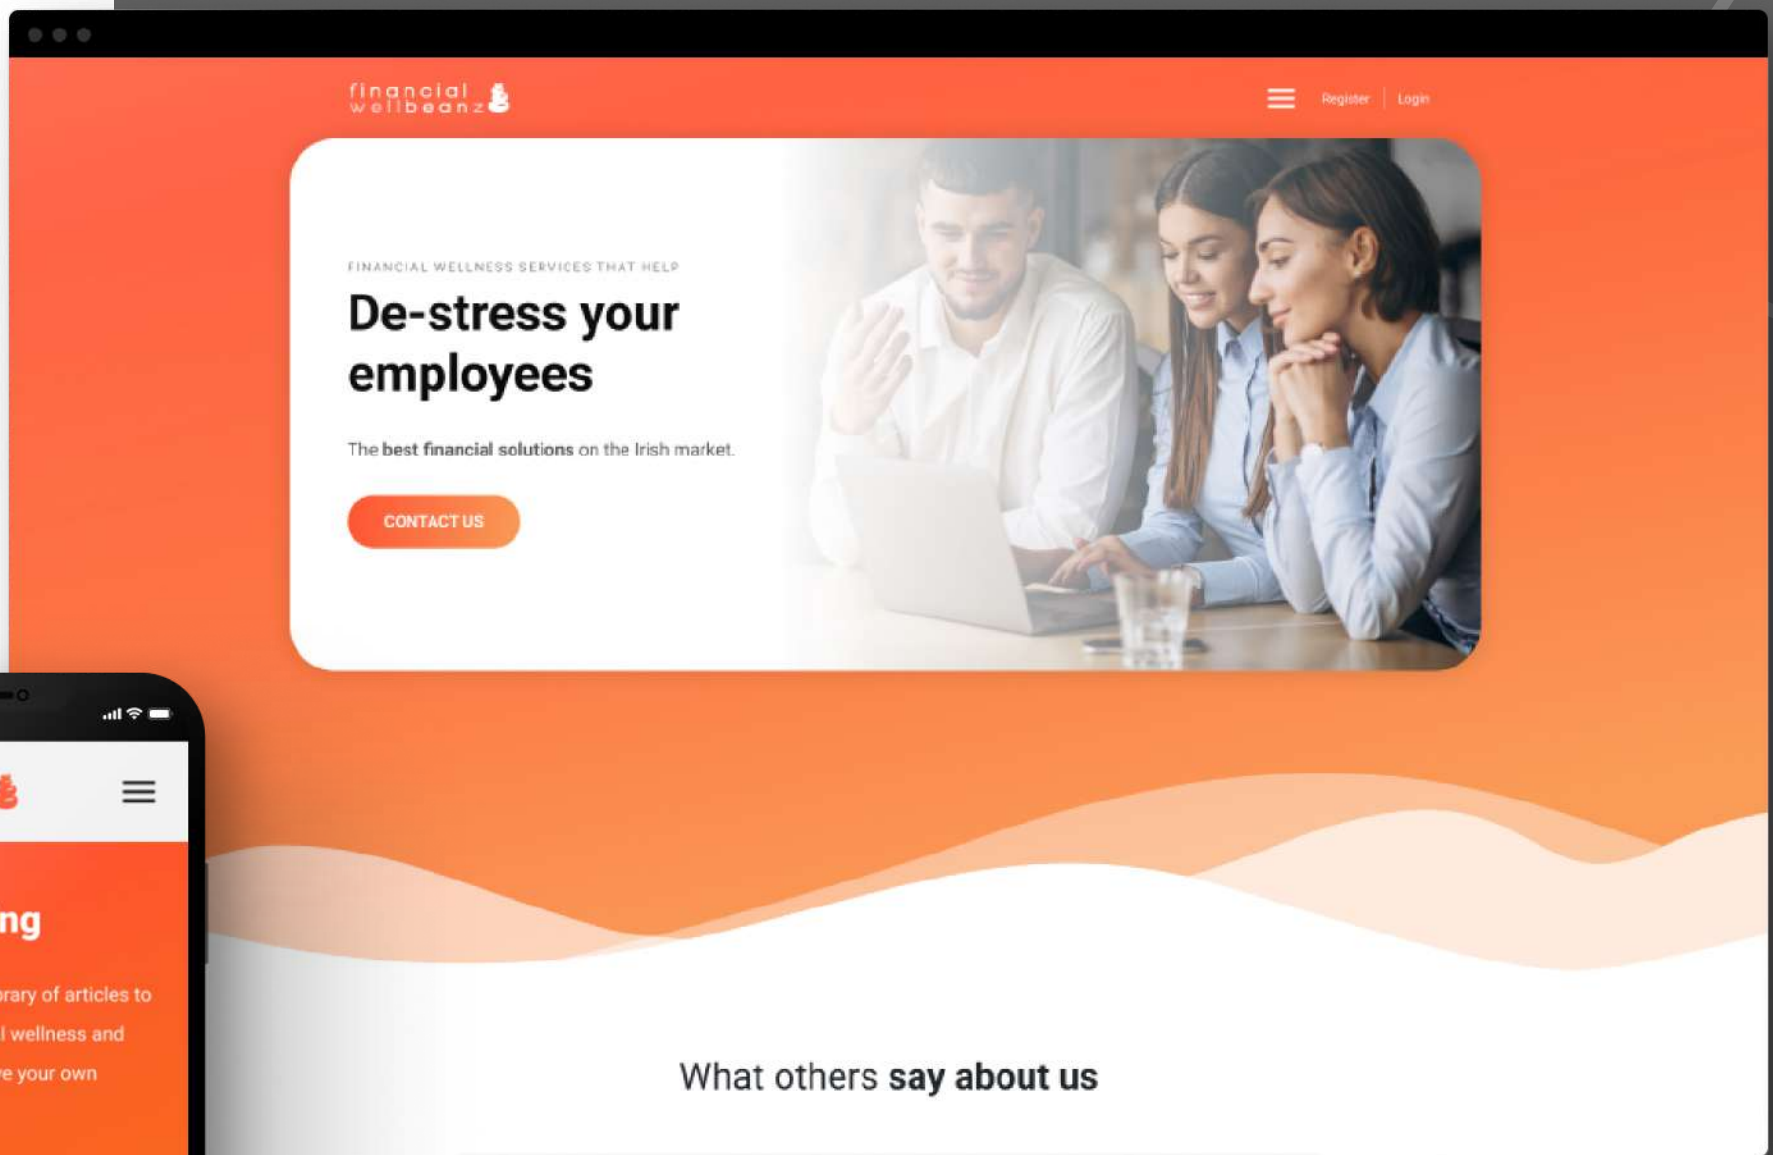 financial
wellbeanz
Register Login
FINANCIAL WELLNESS SERVICES THAT HELP
De-stress your
employees
The best financial solutions on the Irish market.
CONTACT US
What others say about us
ng
rary of articles to
l wellness and
e your own